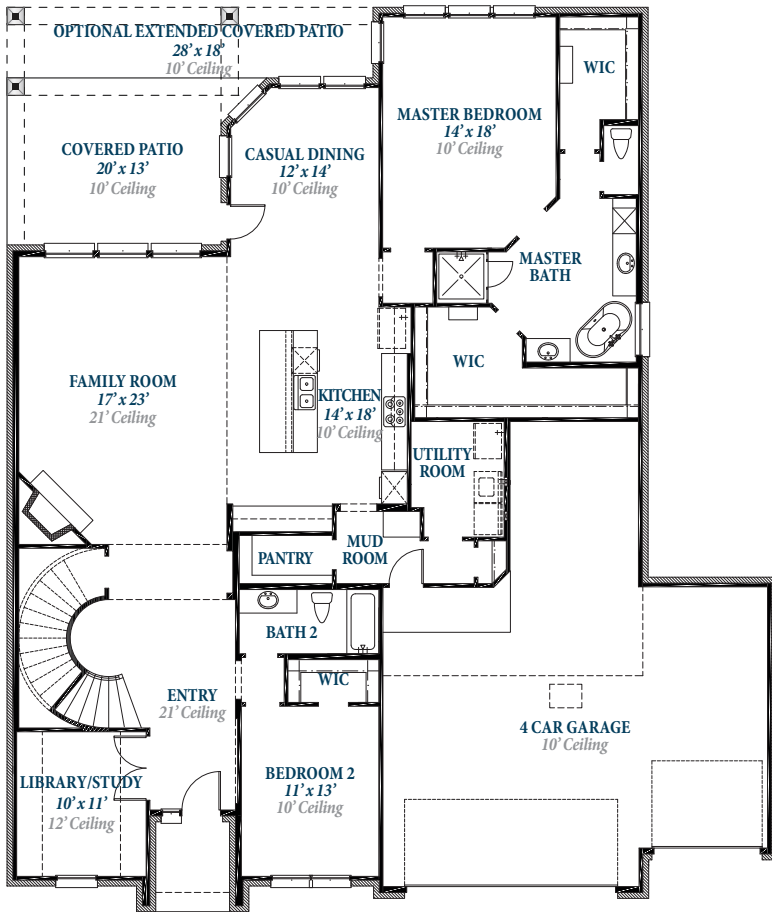 OPTIONAL EXTENDED COVERED PATIO
28' x 18'
10' Ceiling
WIC
MASTER BEDROOM
14' x 18'
10' Ceiling
COVERED PATIO
20' x 13'
10' Ceiling
CASUAL DINING
12' x 14'
10' Ceiling
MASTER
BATH
WIC
FAMILY ROOM
17' x 23'
21' Ceiling
KITCHEN
14' x 18'
10' Ceiling
UTILITY
ROOM
MUD
ROOM
PANTRY
BATH 2
WIC
ENTRY
21' Ceiling
4 CAR GARAGE
10' Ceiling
LIBRARY/STUDY
10' x 11'
12' Ceiling
BEDROOM 2
11' x 13'
10' Ceiling